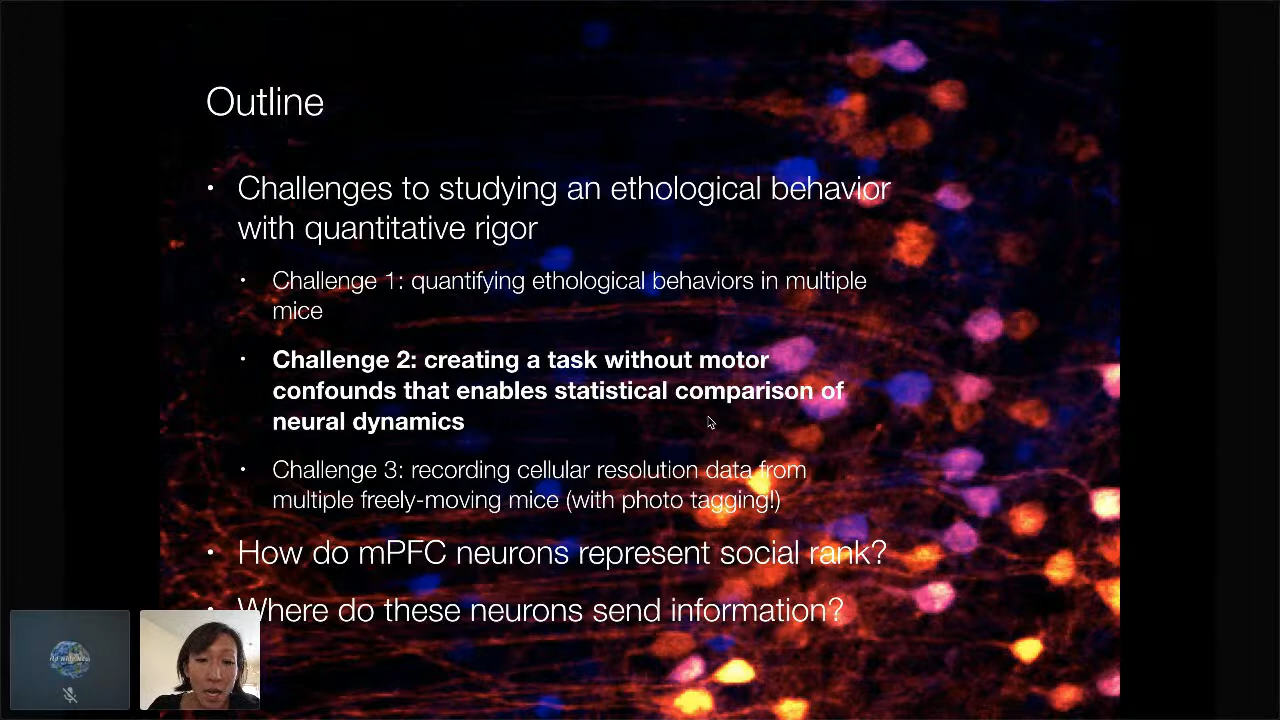 Outline
• Challenges to studying an ethological behavior
with quantitative rigor
• Challenge 1: quantifying ethological behaviors in multiple
mice
• Challenge 2: creating a task without motor
confounds that enables statistical comparison of
neural dynamics
• Challenge 3: recording cellular resolution data from
multiple freely-moving mice (with photo tagging!)
• How do mPFC neurons represent social rank?
• Where do these neurons send information?